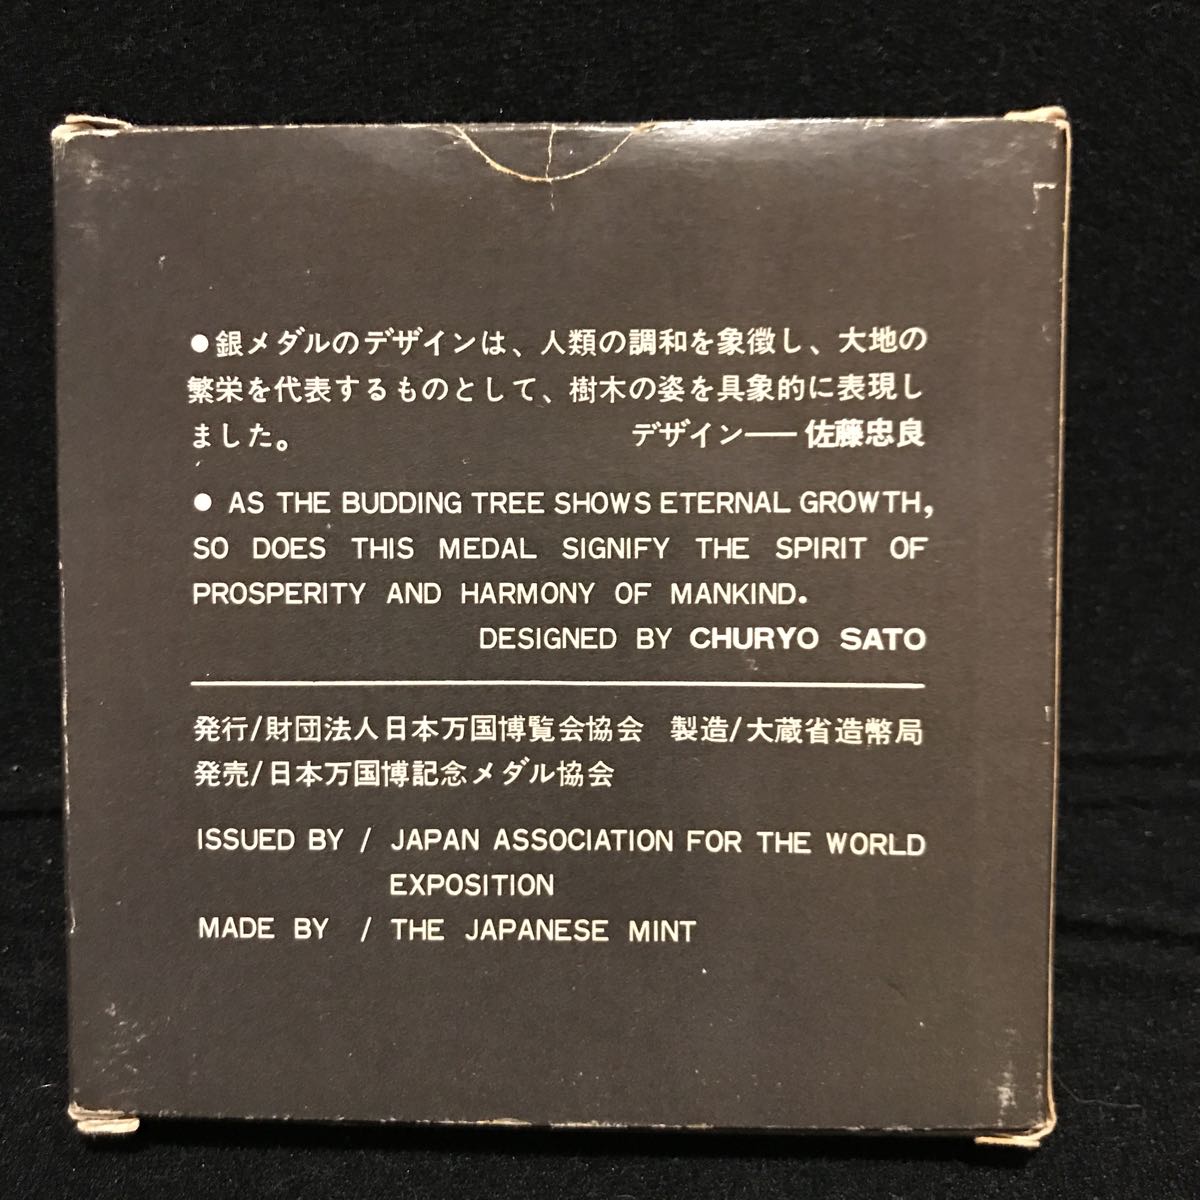 ●銀メダルのデザインは、人類の調和を象徴し、大地の
繁栄を代表するものとして、樹木の姿を具象的に表現し
ました。 デザイン──佐藤忠良
● AS THE BUDDING TREE SHOWS ETERNAL GROWTH,
SO DOES THIS MEDAL SIGNIFY THE SPIRIT OF
PROSPERITY AND HARMONY OF MANKIND.
DESIGNED BY CHURYO SATO
発行/財団法人日本万国博覧会協会 製造/大蔵省造幣局
発売/日本万国博記念メダル協会
ISSUED BY / JAPAN ASSOCIATION FOR THE WORLD
EXPOSITION
MADE BY / THE JAPANESE MINT